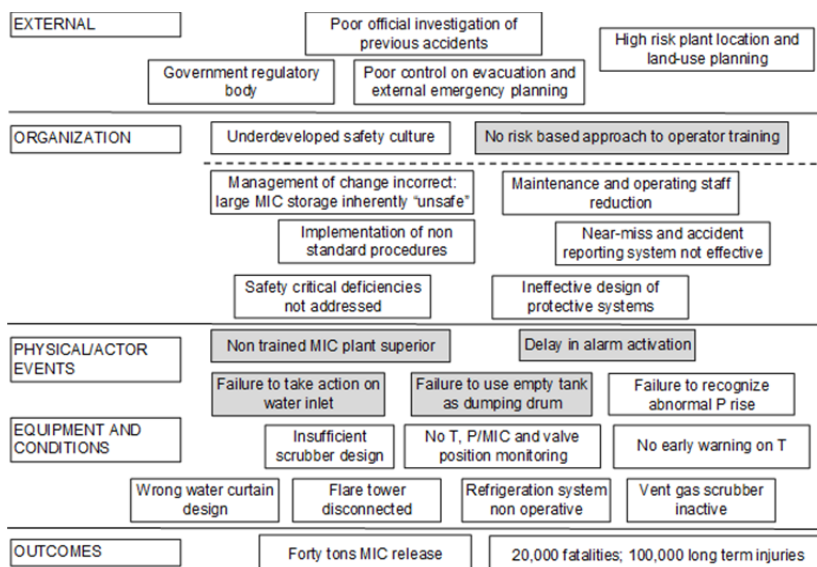 EXTERNAL
Poor official investigation of
previous accidents
High risk plant location and
land-use planning
Government regulatory
body
Poor control on evacuation and
external emergency planning
ORGANIZATION
Underdeveloped safety culture
No risk based approach to operator training
Management of change incorrect:
large MIC storage inherently “unsafe”
Maintenance and operating staff
reduction
Implementation of non
standard procedures
Near-miss and accident
reporting system not effective
Safety critical deficiencies
not addressed
Ineffective design of
protective systems
PHYSICAL/ACTOR
EVENTS
Non trained MIC plant superior
Delay in alarm activation
Failure to take action on
water inlet
Failure to use empty tank
as dumping drum
Failure to recognize
abnormal P rise
EQUIPMENT AND
CONDITIONS
Insufficient
scrubber design
No T, P/MIC and valve
position monitoring
No early warning on T
Wrong water curtain
design
Flare tower
disconnected
Refrigeration system
non operative
Vent gas scrubber
inactive
OUTCOMES
Forty tons MIC release
20,000 fatalities; 100,000 long term injuries